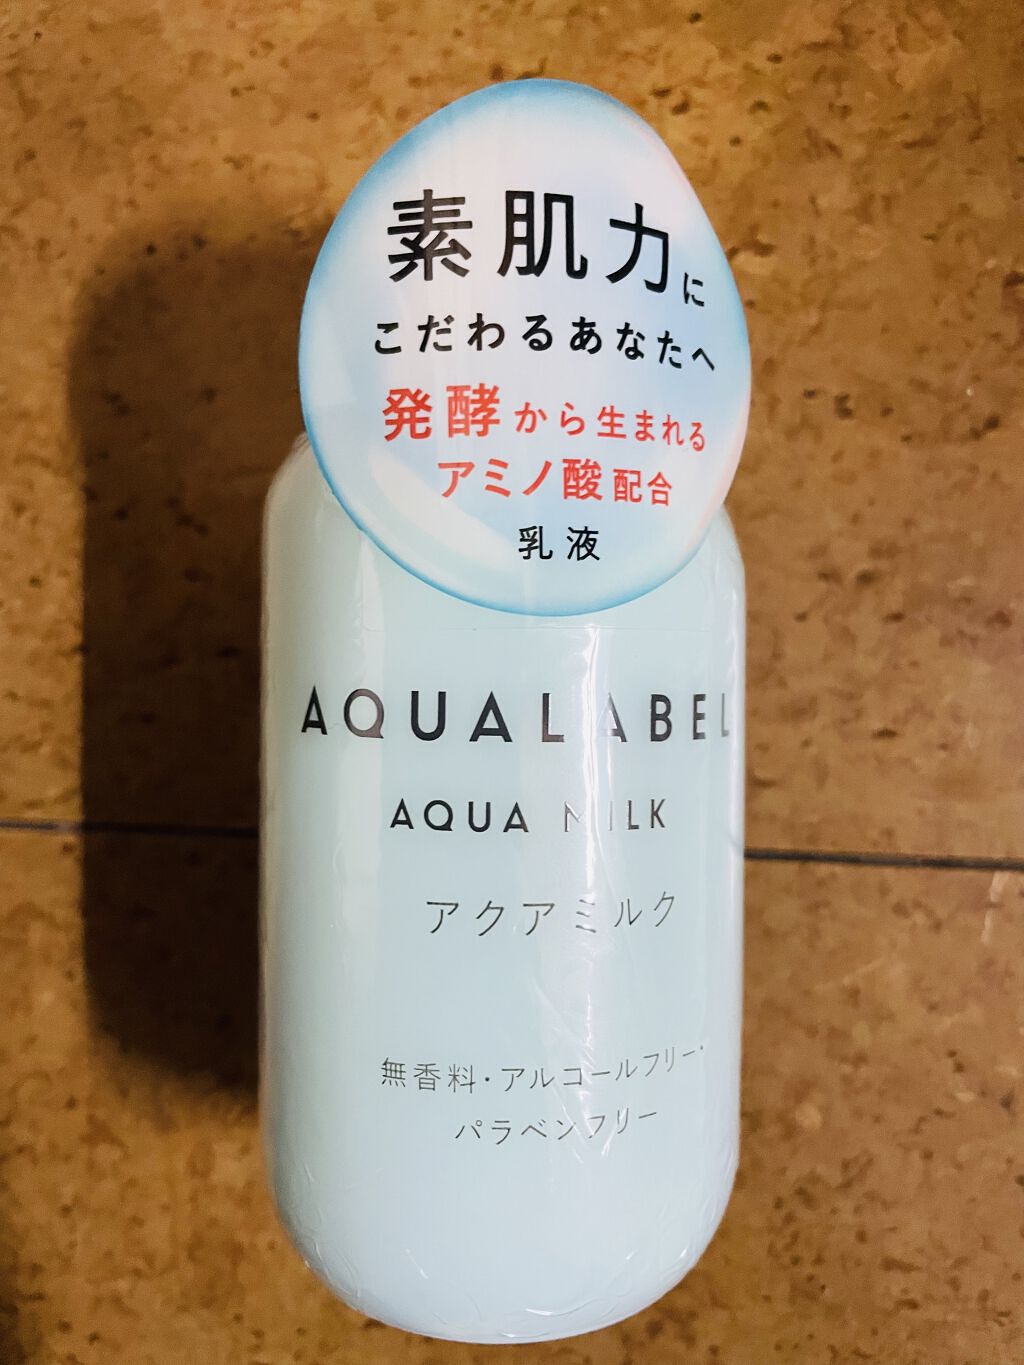 素肌力に
こだわるあなたへ
発酵から生まれる
アミノ酸配合
乳液
AQUALABEL
AQUA MILK
アクアミルク
無香料・アルコールフリー・
パラベンフリー